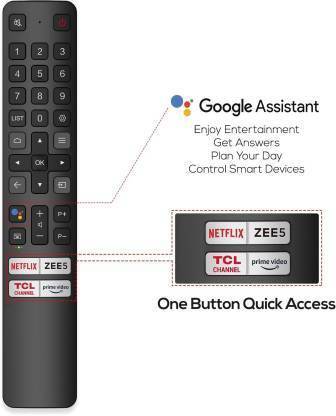 1 2 3
4 5 6
7 8 9
LIST 0
OK
+ P+
− P−
NETFLIX ZEE5
TCL CHANNEL prime video
Google Assistant
Enjoy Entertainment
Get Answers
Plan Your Day
Control Smart Devices
NETFLIX ZEE5
TCL CHANNEL prime video
One Button Quick Access